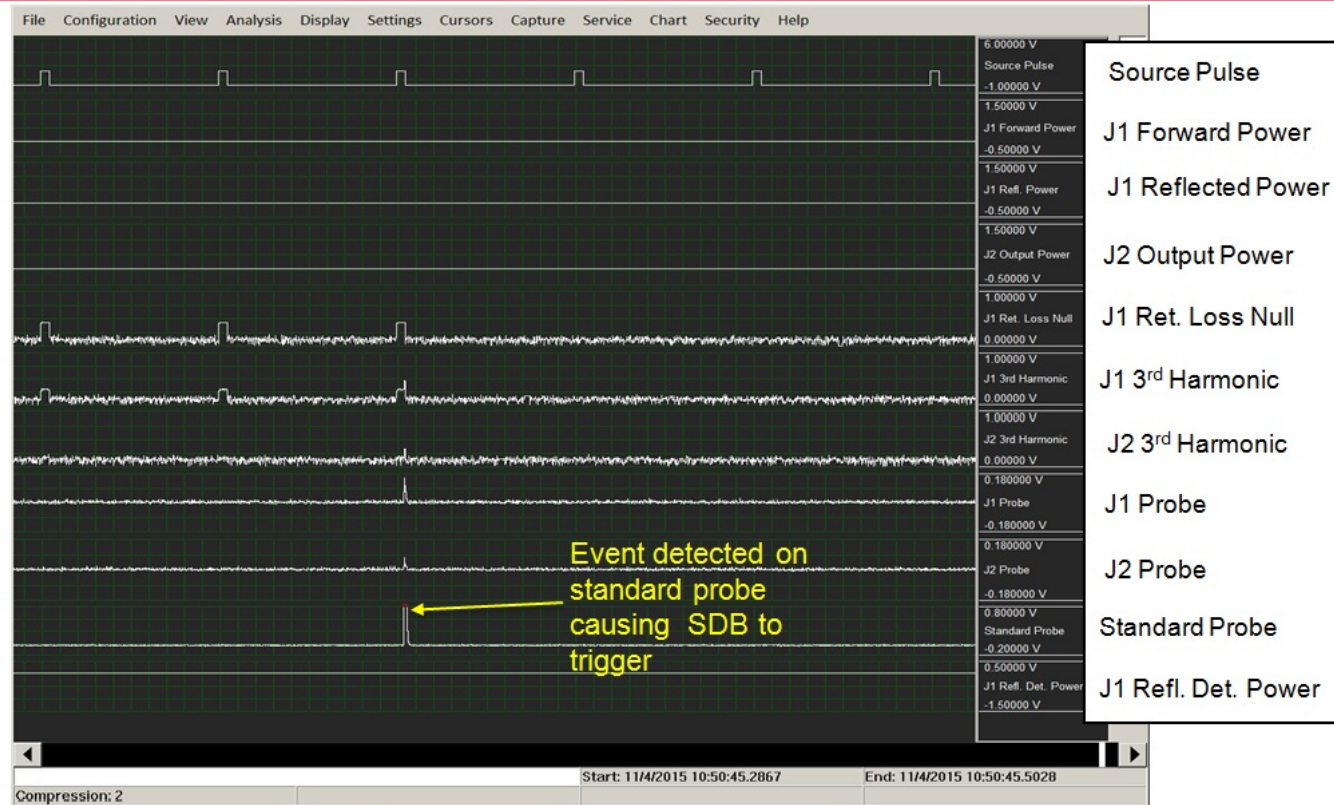 File Configuration View Analysis Display Settings Cursors Capture Service Chart Security Help
6.00000 V
Source Pulse
-1.00000 V
1.50000 V
J1 Forward Power
-0.50000 V
1.50000 V
J1 Refl. Power
-0.50000 V
1.50000 V
J2 Output Power
-0.50000 V
1.00000 V
J1 Ret. Loss Null
0.00000 V
1.00000 V
J1 3rd Harmonic
0.00000 V
1.00000 V
J2 3rd Harmonic
0.00000 V
0.180000 V
J1 Probe
-0.180000 V
0.180000 V
J2 Probe
-0.180000 V
0.80000 V
Standard Probe
-0.20000 V
0.50000 V
J1 Refl. Det. Power
-1.50000 V
Source Pulse
J1 Forward Power
J1 Reflected Power
J2 Output Power
J1 Ret. Loss Null
J1 3rd Harmonic
J2 3rd Harmonic
J1 Probe
J2 Probe
Standard Probe
J1 Refl. Det. Power
Event detected on
standard probe
causing SDB to
trigger
Start: 11/4/2015 10:50:45.2867 End: 11/4/2015 10:50:45.5028
Compression: 2